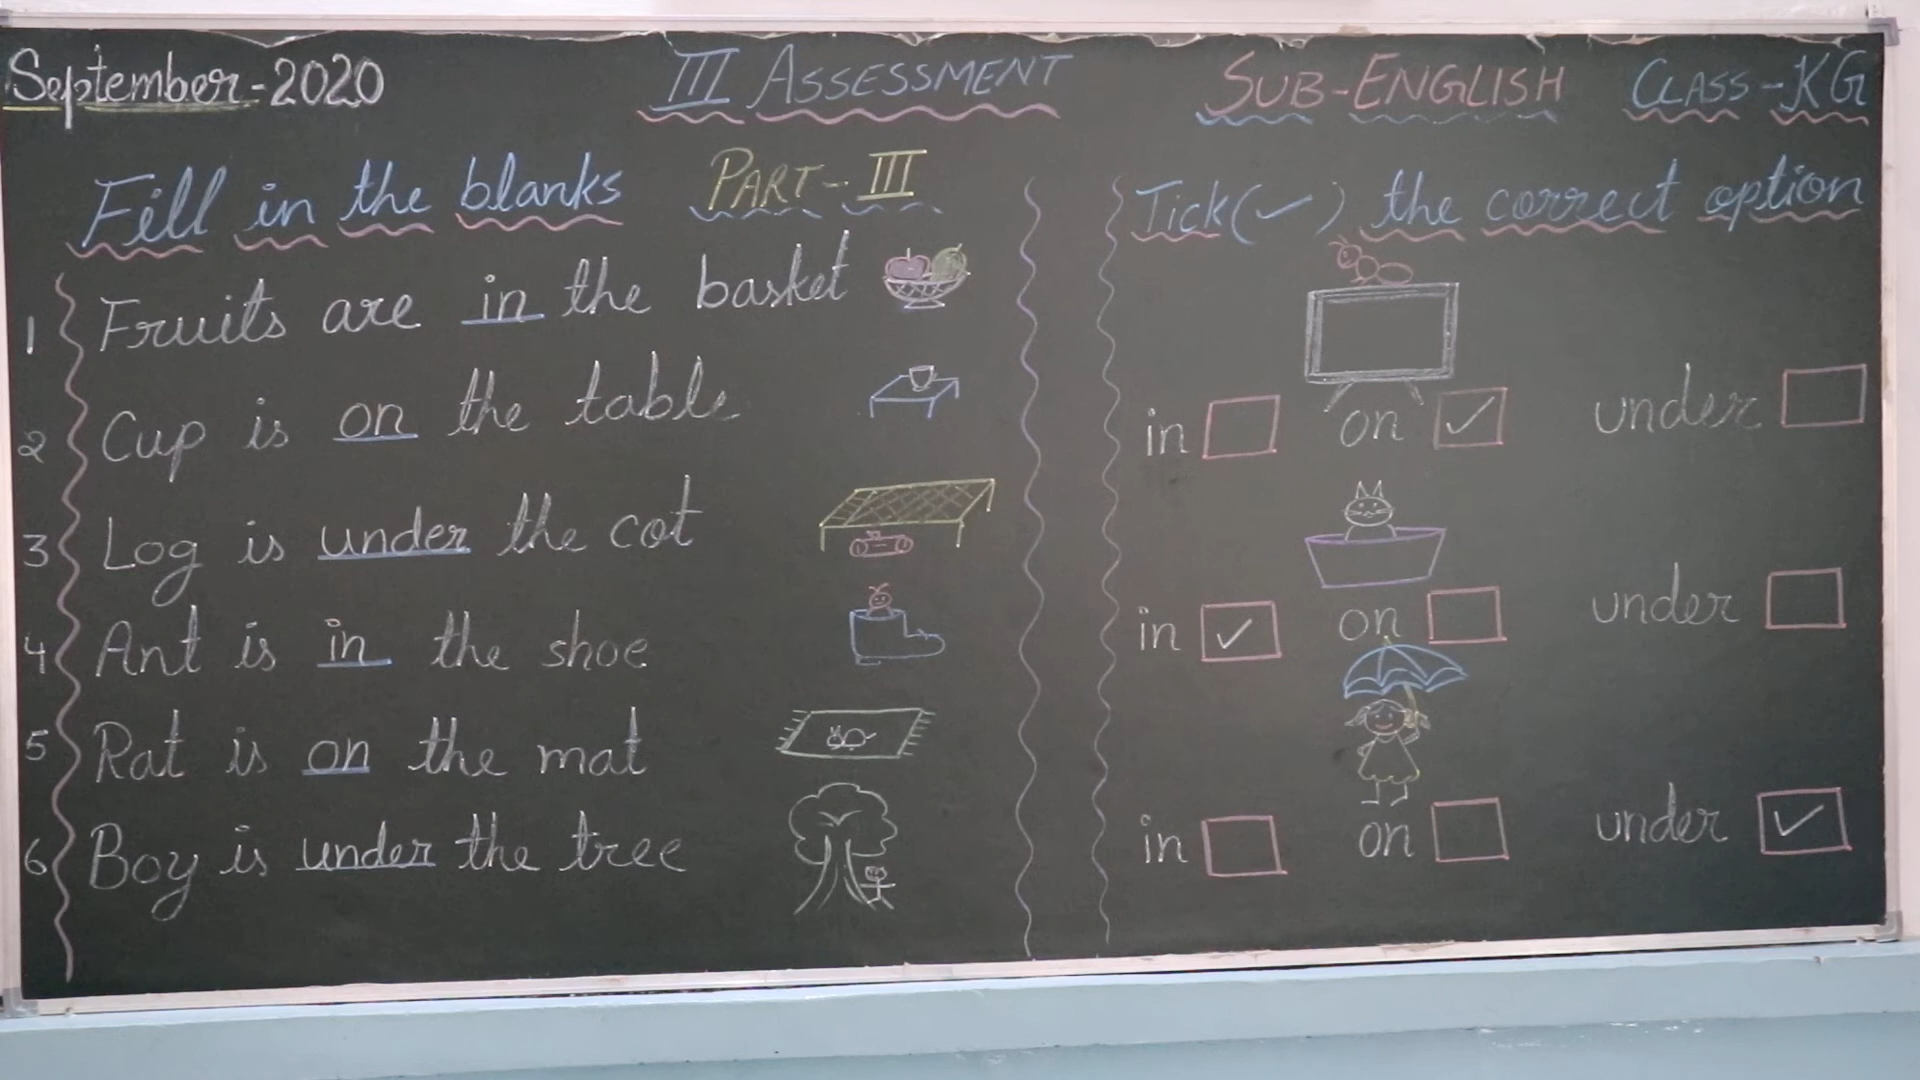 September-2020 III ASSESSMENT SUB-ENGLISH CLASS-KG
Fill in the blanks PART-III
1 Fruits are in the basket
2 Cup is on the table
3 Log is under the cot
4 Ant is in the shoe
5 Rat is on the mat
6 Boy is under the tree
Tick(✓) the correct option
in on ✓ under
in ✓ on under
in on under ✓